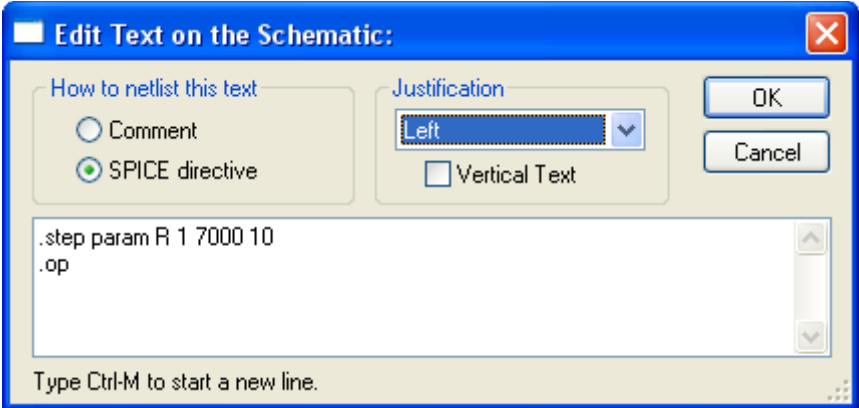 Edit Text on the Schematic:
How to netlist this text
Comment
SPICE directive
Justification
Left
Vertical Text
OK
Cancel
.step param R 1 7000 10
.op
Type Ctrl-M to start a new line.